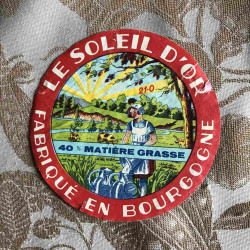 LE SOLEIL D'OR
21-O
40 % MATIÈRE GRASSE
FABRIQUÉ EN BOURGOGNE